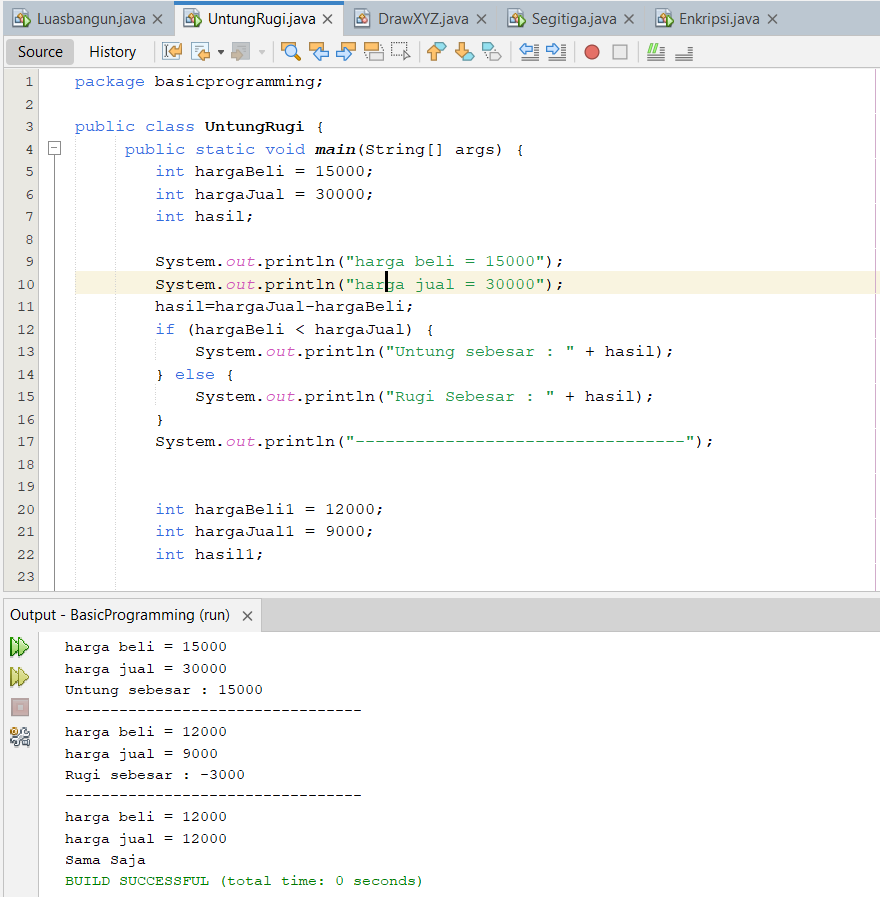 Luasbangun.java UntungRugi.java DrawXYZ.java Segitiga.java Enkripsi.java
Source History
1 package basicprogramming;
2
3 public class UntungRugi {
4 public static void main(String[] args) {
5 int hargaBeli = 15000;
6 int hargaJual = 30000;
7 int hasil;
8
9 System.out.println("harga beli = 15000");
10 System.out.println("harga jual = 30000");
11 hasil=hargaJual-hargaBeli;
12 if (hargaBeli < hargaJual) {
13 System.out.println("Untung sebesar : " + hasil);
14 } else {
15 System.out.println("Rugi Sebesar : " + hasil);
16 }
17 System.out.println("---------------------------------");
18
19
20 int hargaBeli1 = 12000;
21 int hargaJual1 = 9000;
22 int hasil1;
23
Output - BasicProgramming (run)
harga beli = 15000
harga jual = 30000
Untung sebesar : 15000
---------------------------------
harga beli = 12000
harga jual = 9000
Rugi sebesar : -3000
---------------------------------
harga beli = 12000
harga jual = 12000
Sama Saja
BUILD SUCCESSFUL (total time: 0 seconds)